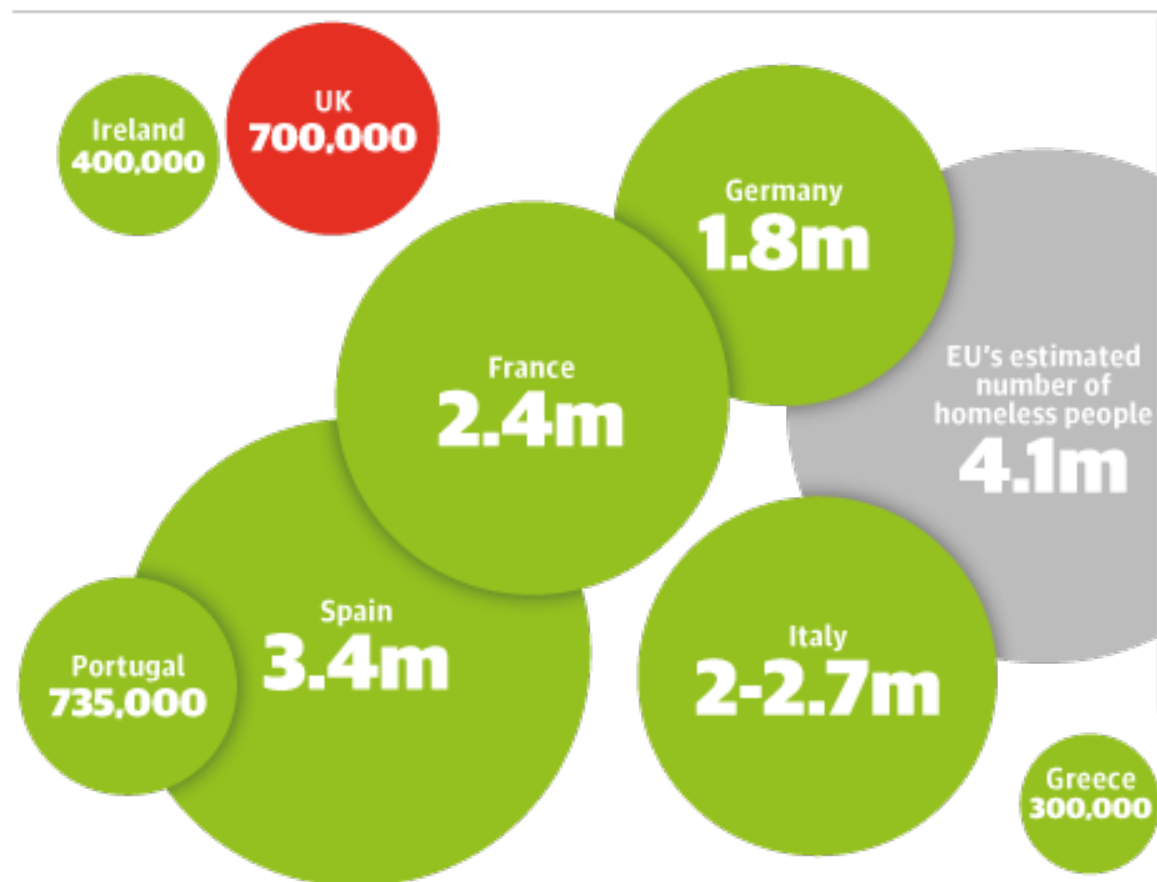 Ireland
400,000
UK
700,000
Germany
1.8m
France
2.4m
EU's estimated
number of
homeless people
4.1m
Spain
3.4m
Portugal
735,000
Italy
2-2.7m
Greece
300,000